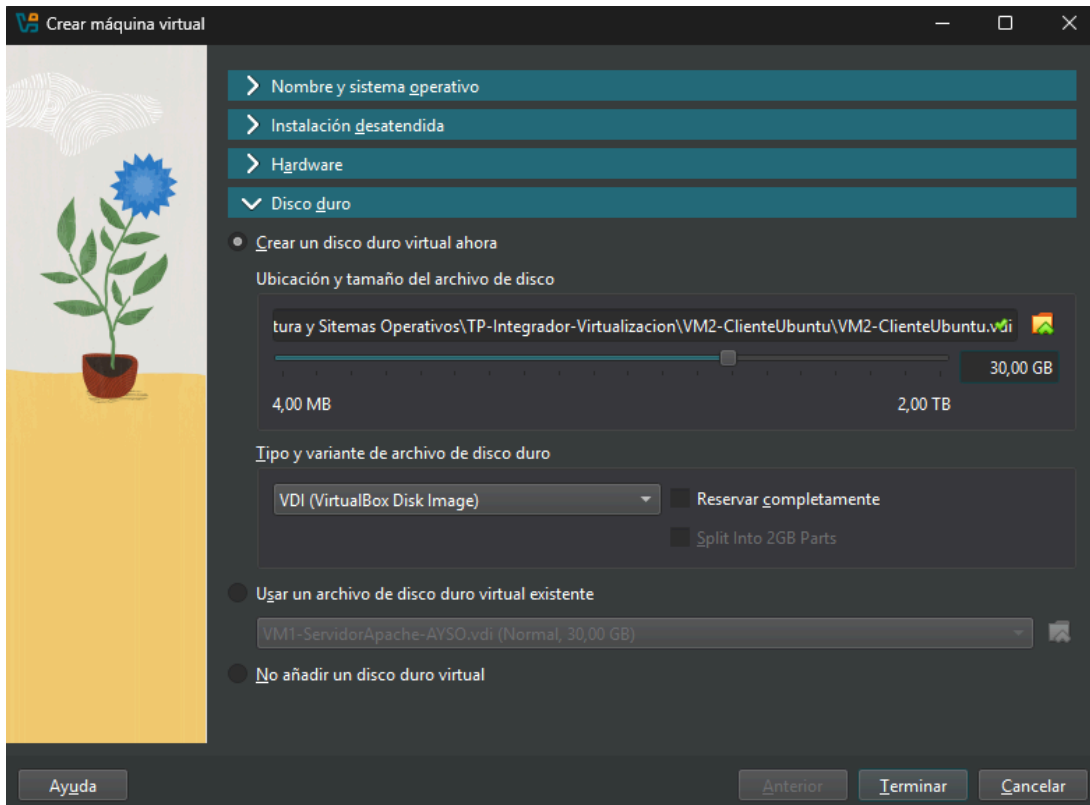 Crear máquina virtual
Nombre y sistema operativo
Instalación desatendida
Hardware
Disco duro
Crear un disco duro virtual ahora
Ubicación y tamaño del archivo de disco
tura y Sitemas Operativos\TP-Integrador-Virtualizacion\VM2-ClienteUbuntu\VM2-ClienteUbuntu.vdi
30,00 GB
4,00 MB 2,00 TB
Tipo y variante de archivo de disco duro
VDI (VirtualBox Disk Image) Reservar completamente
Split Into 2GB Parts
Usar un archivo de disco duro virtual existente
VM1-ServidorApache-AYSO.vdi (Normal, 30,00 GB)
No añadir un disco duro virtual
Ayuda Anterior Terminar Cancelar